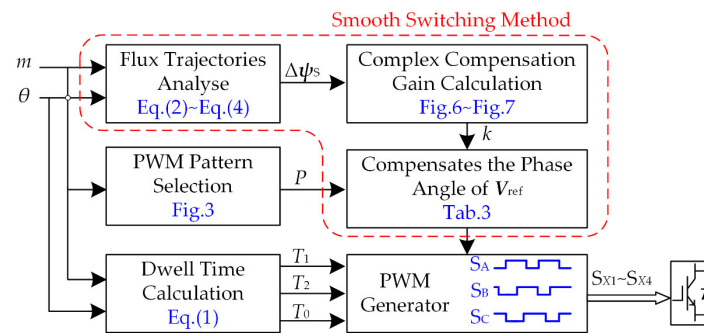 Smooth Switching Method
m
θ
Flux Trajectories
Analyse
Eq.(2)~Eq.(4)
Δψs
Complex Compensation
Gain Calculation
Fig.6~Fig.7
k
PWM Pattern
Selection
Fig.3
P
Compensates the Phase
Angle of Vref
Tab.3
Dwell Time
Calculation
Eq.(1)
T1
T2
T0
PWM
Generator
SA
SB
SC
SX1~SX4